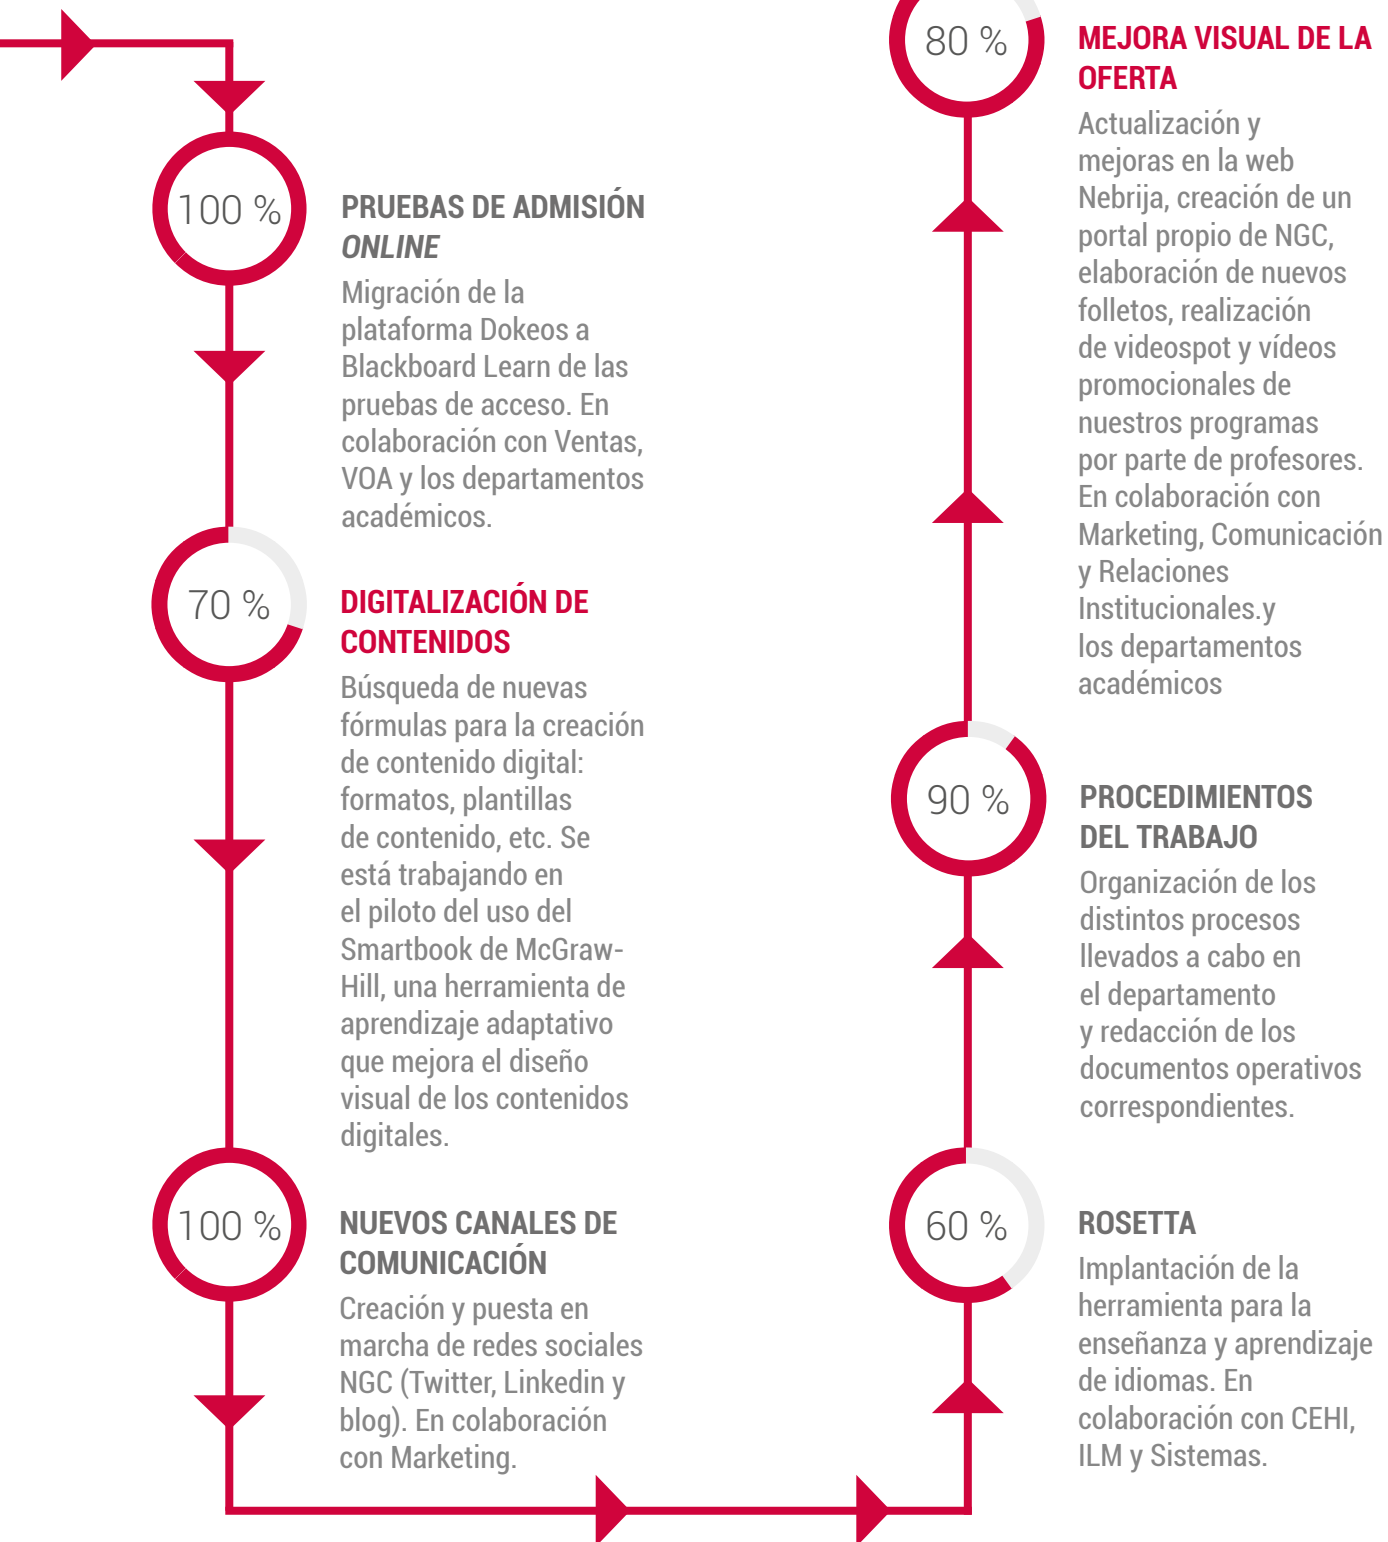 100 %
PRUEBAS DE ADMISIÓN
ONLINE
Migración de la
plataforma Dokeos a
Blackboard Learn de las
pruebas de acceso. En
colaboración con Ventas,
VOA y los departamentos
académicos.
70 %
DIGITALIZACIÓN DE
CONTENIDOS
Búsqueda de nuevas
fórmulas para la creación
de contenido digital:
formatos, plantillas
de contenido, etc. Se
está trabajando en
el piloto del uso del
Smartbook de McGraw-
Hill, una herramienta de
aprendizaje adaptativo
que mejora el diseño
visual de los contenidos
digitales.
100 %
NUEVOS CANALES DE
COMUNICACIÓN
Creación y puesta en
marcha de redes sociales
NGC (Twitter, Linkedin y
blog). En colaboración
con Marketing.
80 %
MEJORA VISUAL DE LA
OFERTA
Actualización y
mejoras en la web
Nebrija, creación de un
portal propio de NGC,
elaboración de nuevos
folletos, realización
de videospot y vídeos
promocionales de
nuestros programas
por parte de profesores.
En colaboración con
Marketing, Comunicación
y Relaciones
Institucionales.y
los departamentos
académicos
90 %
PROCEDIMIENTOS
DEL TRABAJO
Organización de los
distintos procesos
llevados a cabo en
el departamento
y redacción de los
documentos operativos
correspondientes.
60 %
ROSETTA
Implantación de la
herramienta para la
enseñanza y aprendizaje
de idiomas. En
colaboración con CEHI,
ILM y Sistemas.